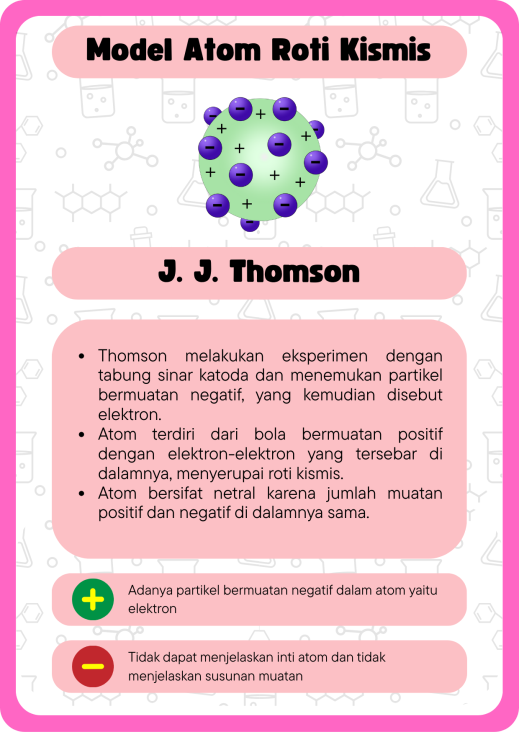 Model Atom Roti Kismis
J. J. Thomson
• Thomson melakukan eksperimen dengan
tabung sinar katoda dan menemukan partikel
bermuatan negatif, yang kemudian disebut
elektron.
• Atom terdiri dari bola bermuatan positif
dengan elektron-elektron yang tersebar di
dalamnya, menyerupai roti kismis.
• Atom bersifat netral karena jumlah muatan
positif dan negatif di dalamnya sama.
Adanya partikel bermuatan negatif dalam atom yaitu
elektron
Tidak dapat menjelaskan inti atom dan tidak
menjelaskan susunan muatan